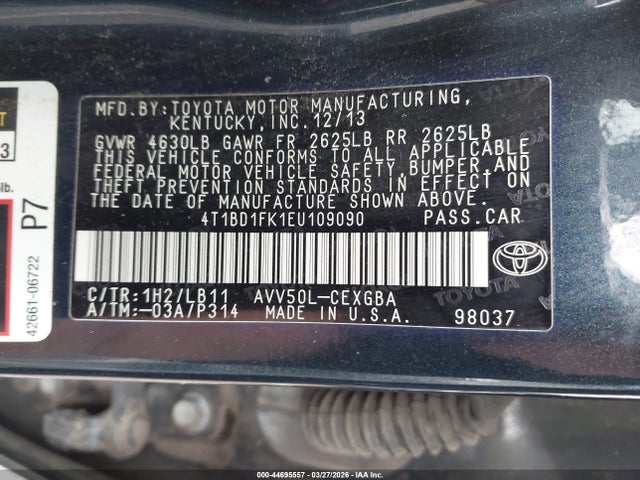 MFD. BY: TOYOTA MOTOR MANUFACTURING,
KENTUCKY, INC. 12/13
GVWR 4630LB GAWR FR 2625LB RR 2625LB
THIS VEHICLE CONFORMS TO ALL APPLICABLE
FEDERAL MOTOR VEHICLE SAFETY, BUMPER, AND
THEFT PREVENTION STANDARDS IN EFFECT ON
THE DATE OF MANUFACTURE SHOWN ABOVE.
4T1BD1FK1EU109090 PASS. CAR
C/TR: 1H2/LB11 AVV50L-CEXGBA
A/TM: -03A/P314 MADE IN U.S.A. 98037
P7
42661-06722
lb.
3
TOYOTA
000-44695557 | 03/27/2026 | IAA Inc.